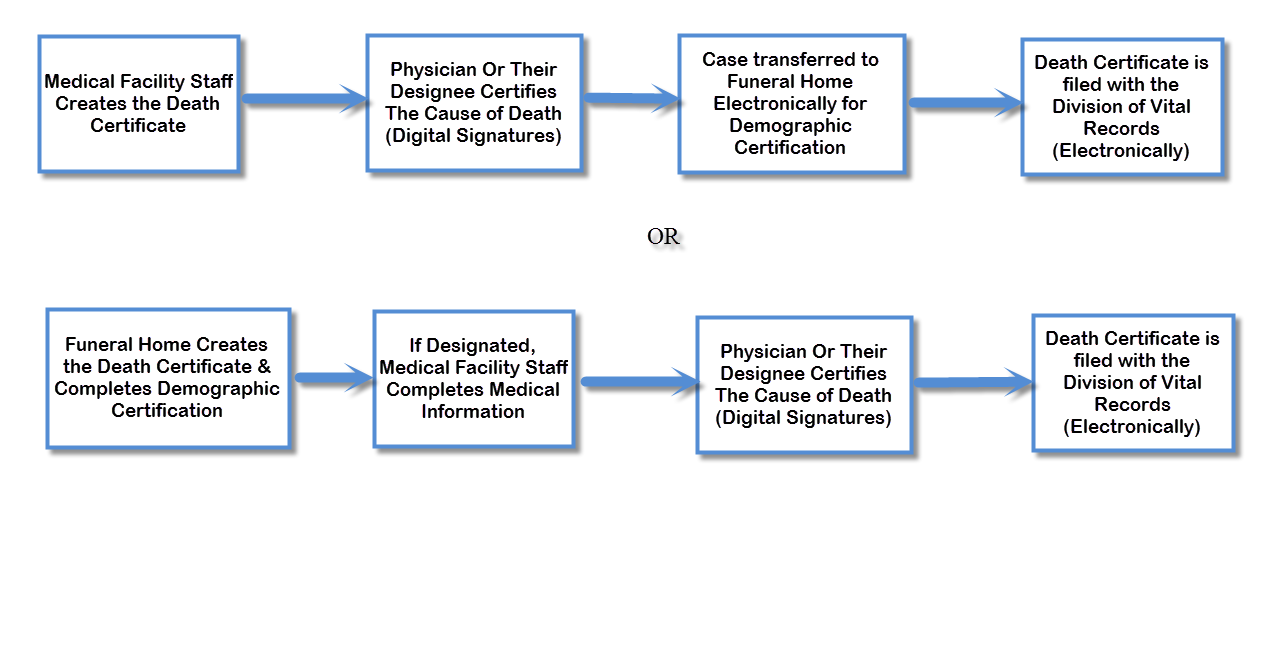 Medical Facility Staff
Creates the Death
Certificate
Physician Or Their
Designee Certifies
The Cause of Death
(Digital Signatures)
Case transferred to
Funeral Home
Electronically for
Demographic
Certification
Death Certificate is
filed with the
Division of Vital
Records
(Electronically)
OR
Funeral Home Creates
the Death Certificate &
Completes Demographic
Certification
If Designated,
Medical Facility Staff
Completes Medical
Information
Physician Or Their
Designee Certifies
The Cause of Death
(Digital Signatures)
Death Certificate is
filed with the
Division of Vital
Records
(Electronically)